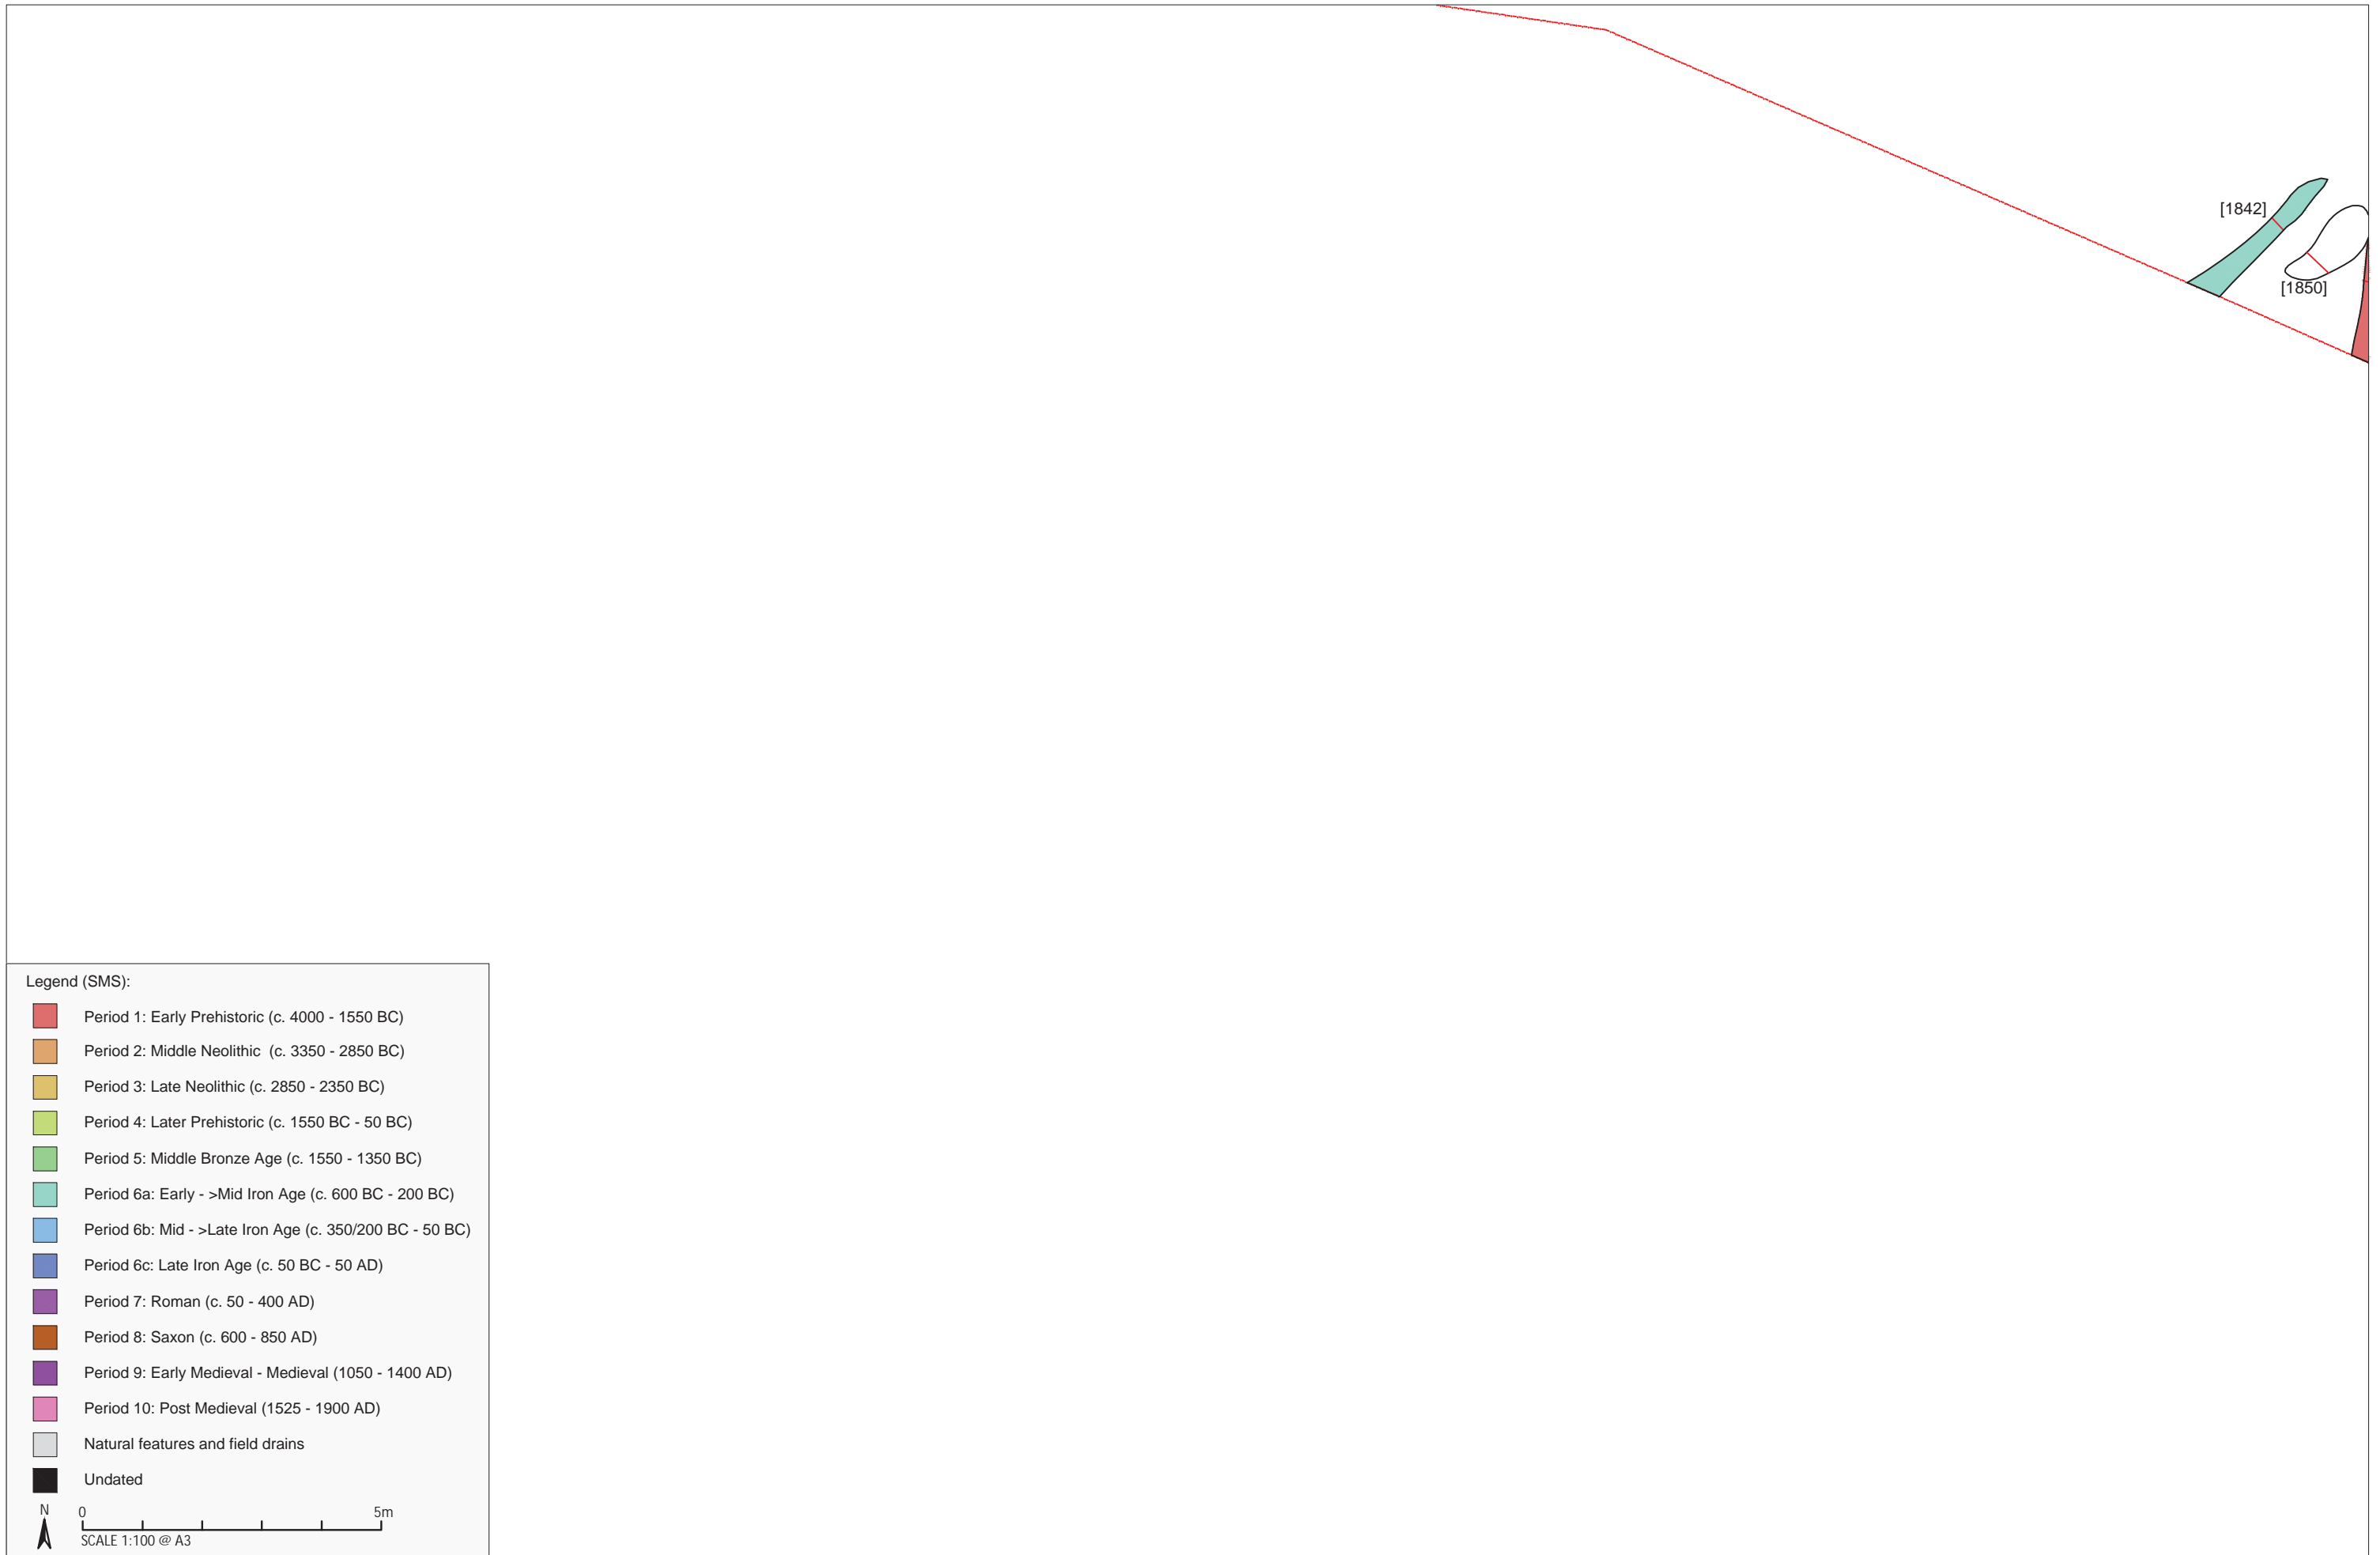 [1842]
[1850]
Legend (SMS):
Period 1: Early Prehistoric (c. 4000 - 1550 BC)
Period 2: Middle Neolithic (c. 3350 - 2850 BC)
Period 3: Late Neolithic (c. 2850 - 2350 BC)
Period 4: Later Prehistoric (c. 1550 BC - 50 BC)
Period 5: Middle Bronze Age (c. 1550 - 1350 BC)
Period 6a: Early - >Mid Iron Age (c. 600 BC - 200 BC)
Period 6b: Mid - >Late Iron Age (c. 350/200 BC - 50 BC)
Period 6c: Late Iron Age (c. 50 BC - 50 AD)
Period 7: Roman (c. 50 - 400 AD)
Period 8: Saxon (c. 600 - 850 AD)
Period 9: Early Medieval - Medieval (1050 - 1400 AD)
Period 10: Post Medieval (1525 - 1900 AD)
Natural features and field drains
Undated
N 0 5m
SCALE 1:100 @ A3